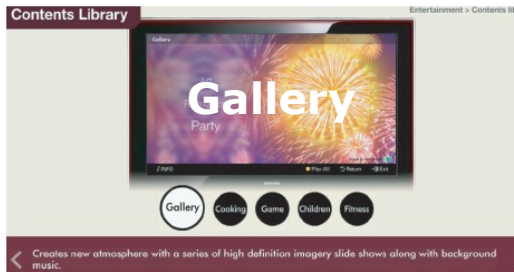 Contents Library
Entertainment > Contents
Gallery
Art
Gallery
Party
INFO
Play All
Return
Exit
Gallery
Cooking
Game
Children
Fitness
Creates new atmosphere with a series of high definition imagery slide shows along with background
music.